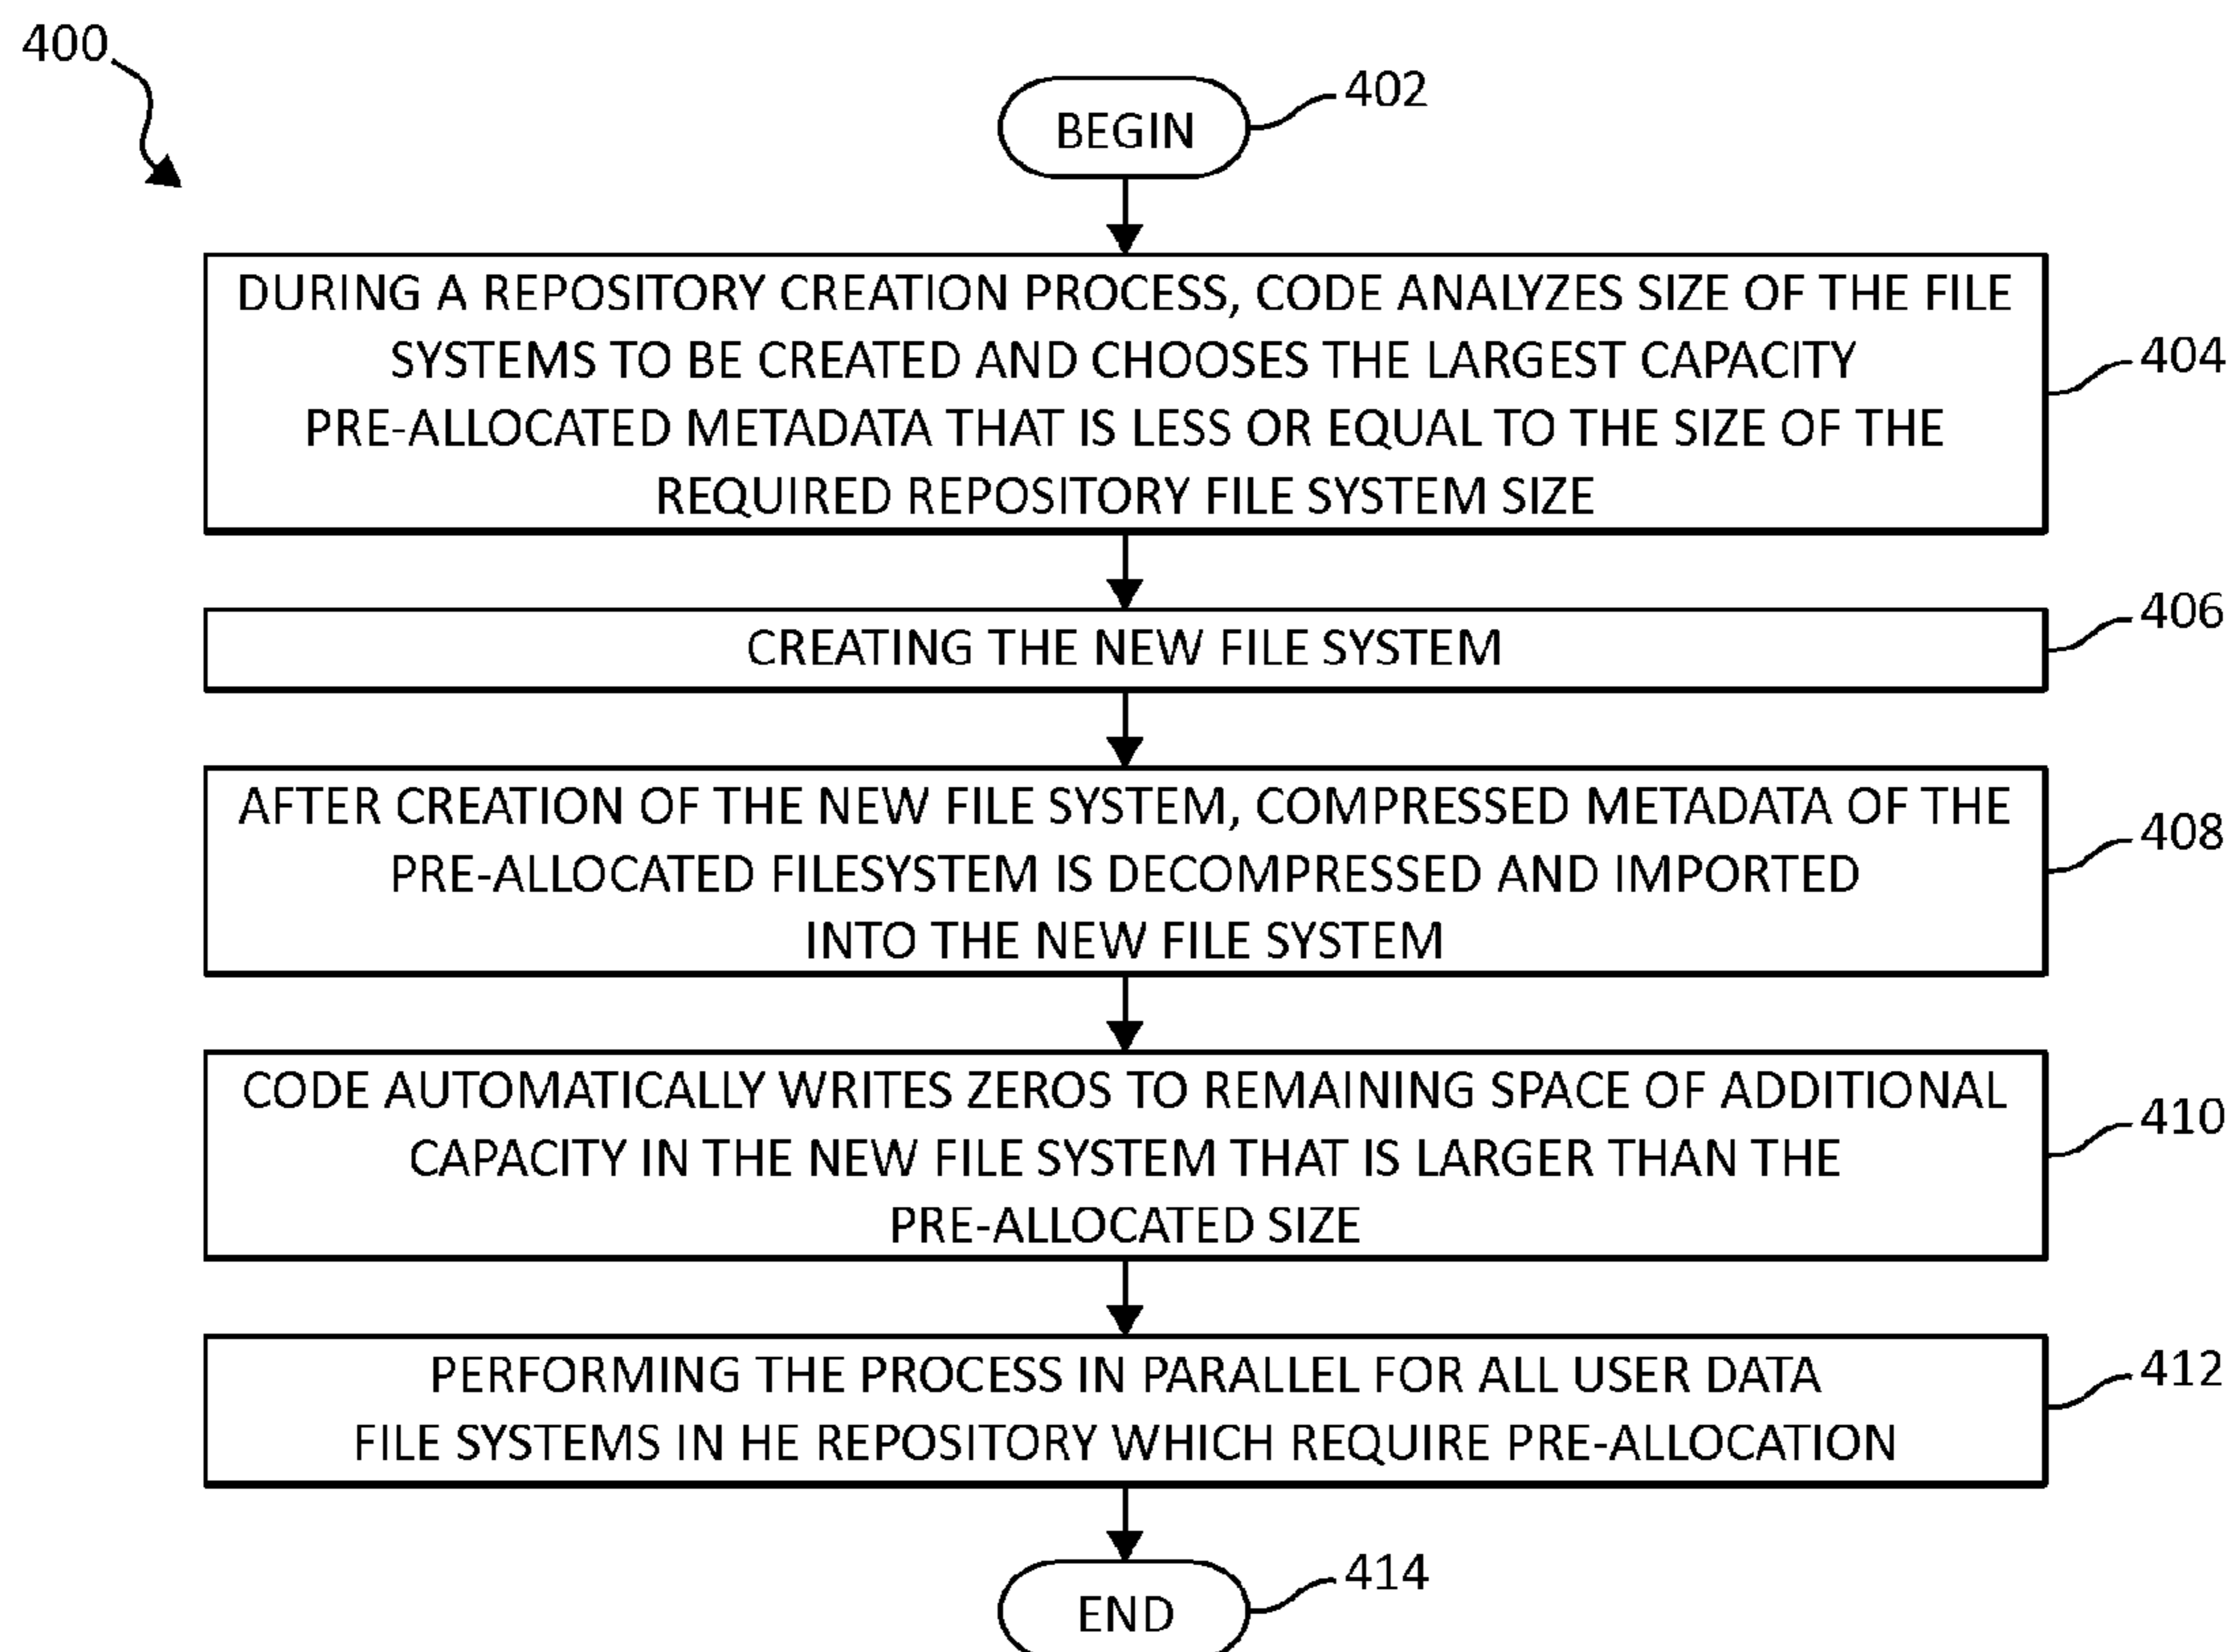 400
BEGIN
402
DURING A REPOSITORY CREATION PROCESS, CODE ANALYZES SIZE OF THE FILE
SYSTEMS TO BE CREATED AND CHOOSES THE LARGEST CAPACITY
PRE-ALLOCATED METADATA THAT IS LESS OR EQUAL TO THE SIZE OF THE
REQUIRED REPOSITORY FILE SYSTEM SIZE
404
CREATING THE NEW FILE SYSTEM
406
AFTER CREATION OF THE NEW FILE SYSTEM, COMPRESSED METADATA OF THE
PRE-ALLOCATED FILESYSTEM IS DECOMPRESSED AND IMPORTED
INTO THE NEW FILE SYSTEM
408
CODE AUTOMATICALLY WRITES ZEROS TO REMAINING SPACE OF ADDITIONAL
CAPACITY IN THE NEW FILE SYSTEM THAT IS LARGER THAN THE
PRE-ALLOCATED SIZE
410
PERFORMING THE PROCESS IN PARALLEL FOR ALL USER DATA
FILE SYSTEMS IN HE REPOSITORY WHICH REQUIRE PRE-ALLOCATION
412
END
414